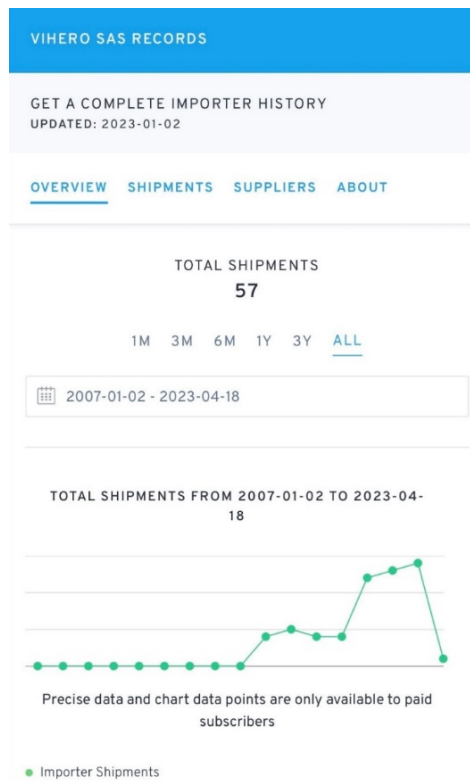 VIHERO SAS RECORDS
GET A COMPLETE IMPORTER HISTORY
UPDATED: 2023-01-02
OVERVIEW SHIPMENTS SUPPLIERS ABOUT
TOTAL SHIPMENTS
57
1M 3M 6M 1Y 3Y ALL
2007-01-02 - 2023-04-18
TOTAL SHIPMENTS FROM 2007-01-02 TO 2023-04-
18
Precise data and chart data points are only available to paid
subscribers
Importer Shipments